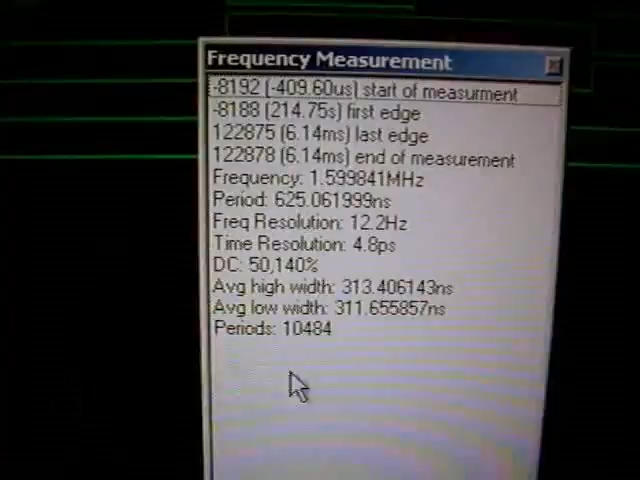 Frequency Measurement
-8192 (-409.60us) start of measurment
-8188 (214.75s) first edge
122875 (6.14ms) last edge
122878 (6.14ms) end of measurement
Frequency: 1.599841MHz
Period: 625.061999ns
Freq Resolution: 12.2Hz
Time Resolution: 4.8ps
DC: 50,140%
Avg high width: 313.406143ns
Avg low width: 311.655857ns
Periods: 10484